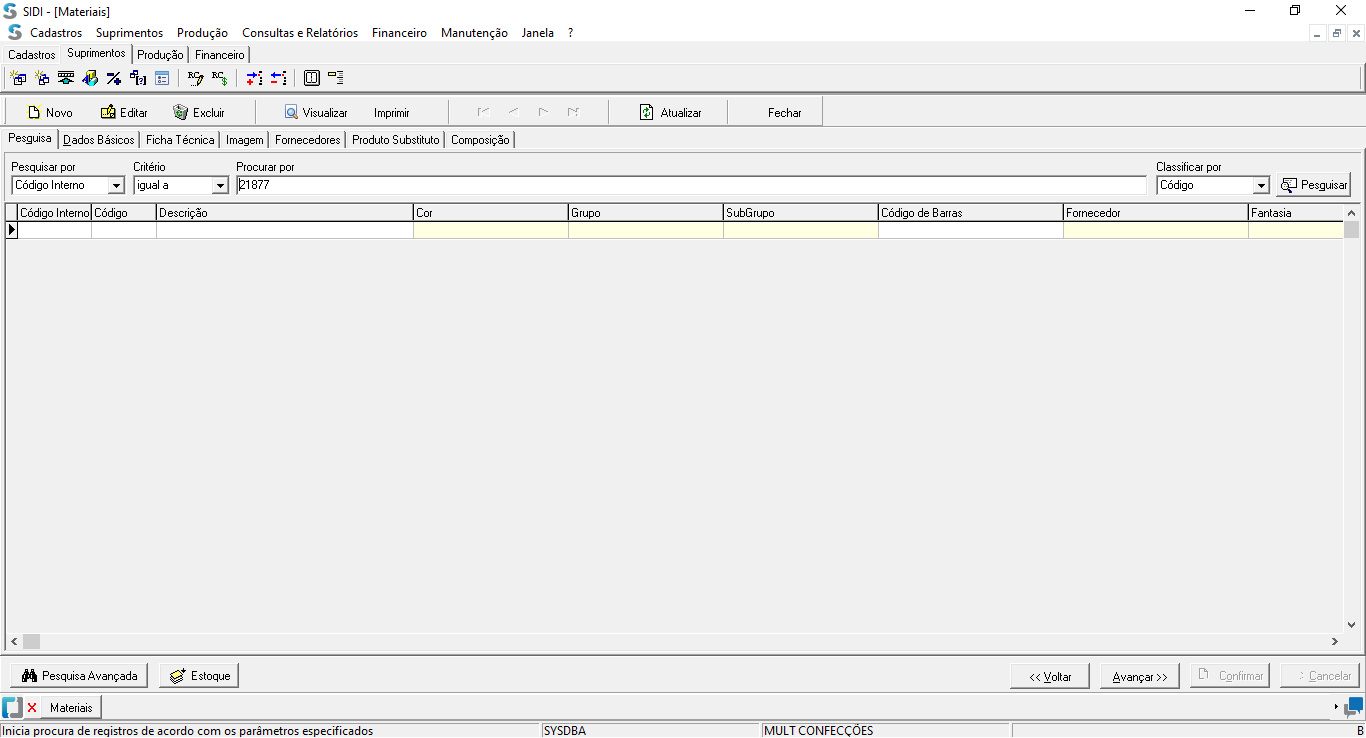 SIDI - [Materiais]
Cadastros Suprimentos Produção Consultas e Relatórios Financeiro Manutenção Janela ?
Cadastros Suprimentos Produção Financeiro
Novo Editar Excluir Visualizar Imprimir Atualizar Fechar
Pesquisa Dados Básicos Ficha Técnica Imagem Fornecedores Produto Substituto Composição
Pesquisar por Critério Procurar por Classificar por
Código Interno igual a 21877 Código Pesquisar
Código Interno Código Descrição Cor Grupo SubGrupo Código de Barras Fornecedor Fantasia
Pesquisa Avançada Estoque << Voltar Avançar >> Confirmar Cancelar
Materiais
Inicia procura de registros de acordo com os parâmetros especificados SYSDBA MULT CONFECÇÕES B